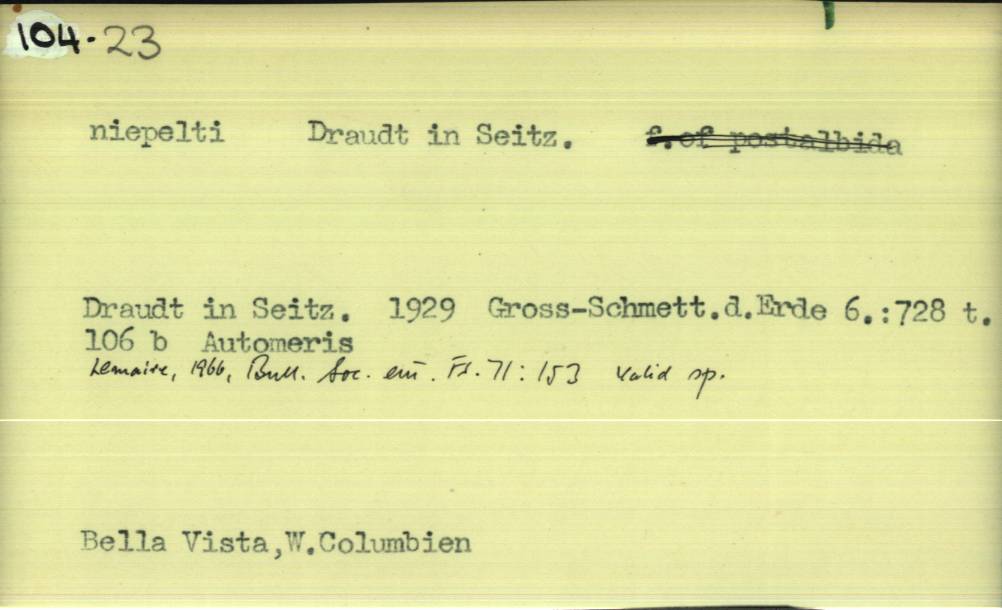 104.23
niepelti Draudt in Seitz. f.of postalbida
Draudt in Seitz. 1929 Gross-Schmett.d.Erde 6.:728 t.
106 b Automeris
Lemaire, 1966, Bull. Soc. ent. Fr. 71: 153 valid sp.
Bella Vista,W.Columbien